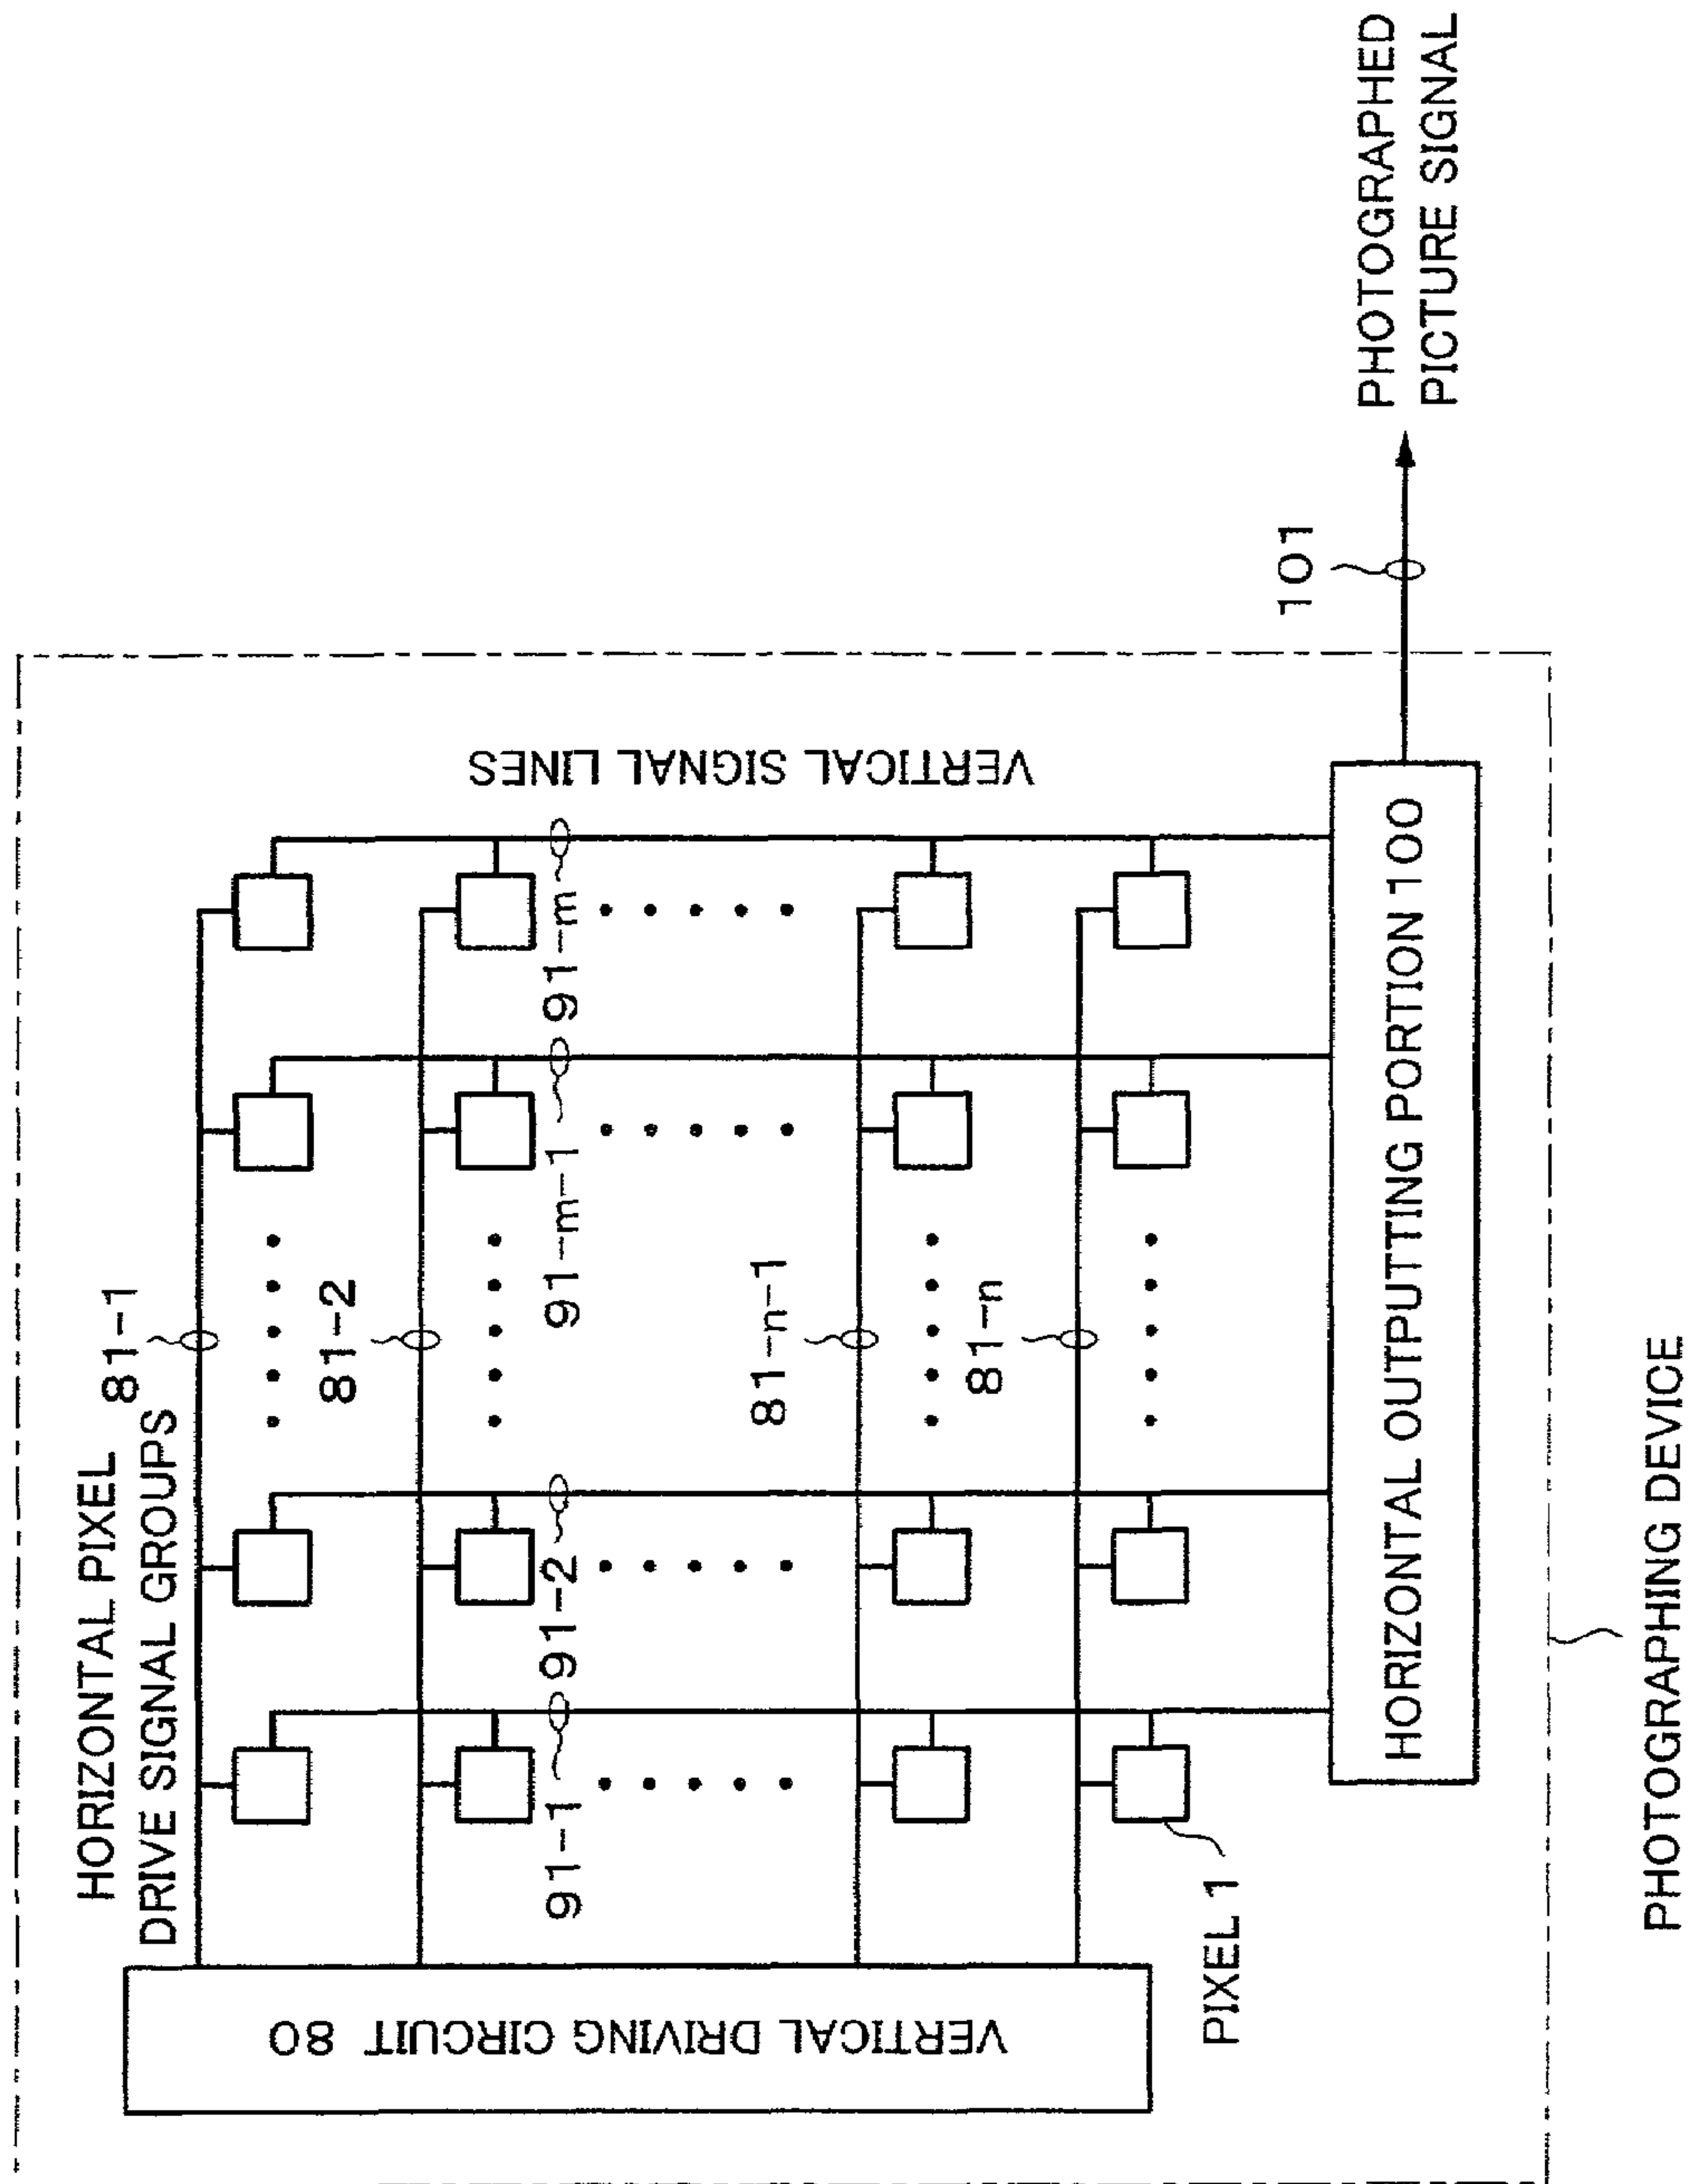 HORIZONTAL PIXEL
DRIVE SIGNAL GROUPS
81-1
81-2
81-n-1
81-n
VERTICAL DRIVING CIRCUIT 80
91-1
91-2
91-m-1
91-m
VERTICAL SIGNAL LINES
PIXEL 1
HORIZONTAL OUTPUTTING PORTION 100
101
PHOTOGRAPHED
PICTURE SIGNAL
PHOTOGRAPHING DEVICE